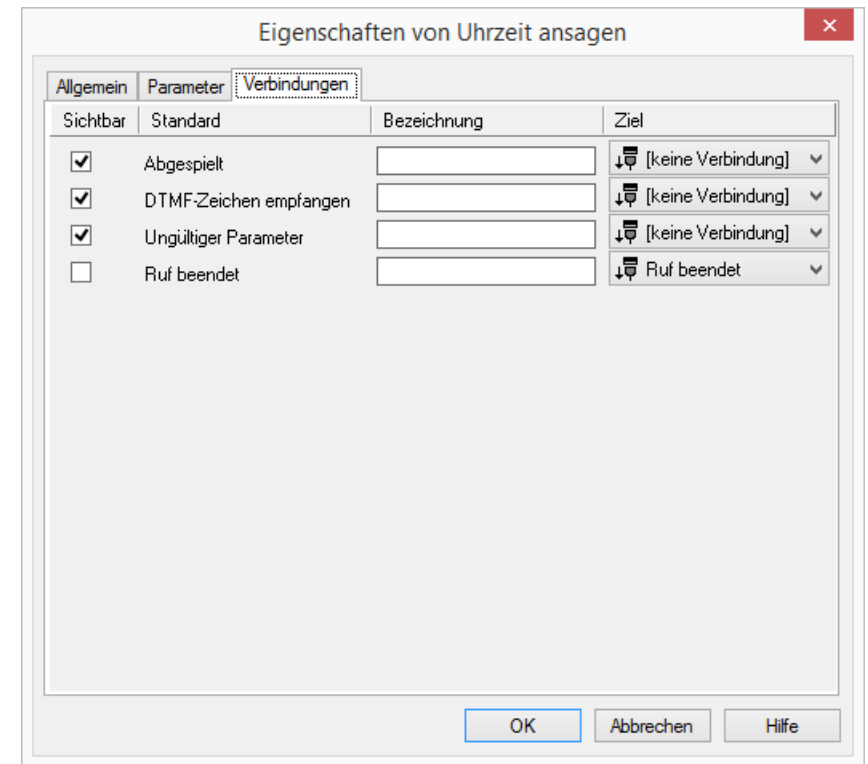 Eigenschaften von Uhrzeit ansagen
Allgemein Parameter Verbindungen
Sichtbar Standard Bezeichnung Ziel
Abgespielt [keine Verbindung]
DTMF-Zeichen empfangen [keine Verbindung]
Ungültiger Parameter [keine Verbindung]
Ruf beendet Ruf beendet
OK Abbrechen Hilfe